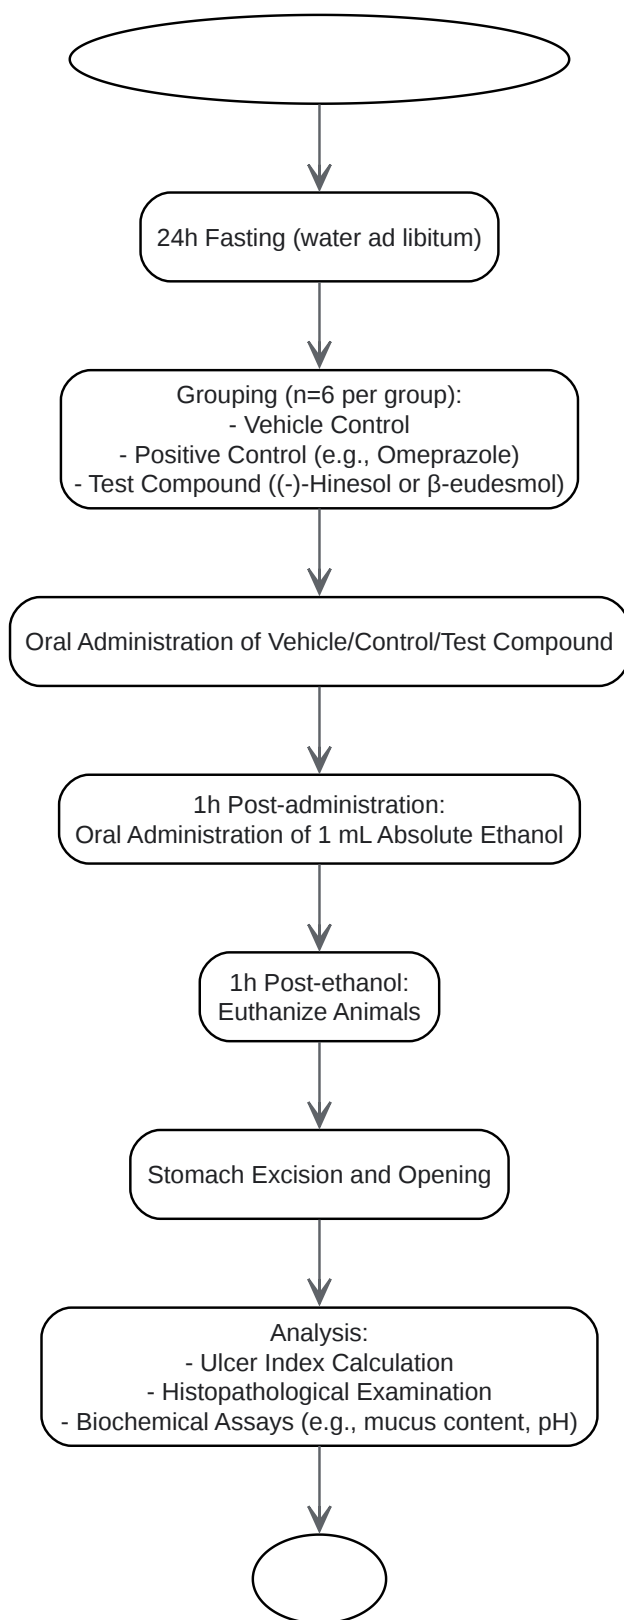 24h Fasting (water ad libitum)
Grouping (n=6 per group):
- Vehicle Control
- Positive Control (e.g., Omeprazole)
- Test Compound ((-)-Hinesol or β-eudesmol)
Oral Administration of Vehicle/Control/Test Compound
1h Post-administration:
Oral Administration of 1 mL Absolute Ethanol
1h Post-ethanol:
Euthanize Animals
Stomach Excision and Opening
Analysis:
- Ulcer Index Calculation
- Histopathological Examination
- Biochemical Assays (e.g., mucus content, pH)